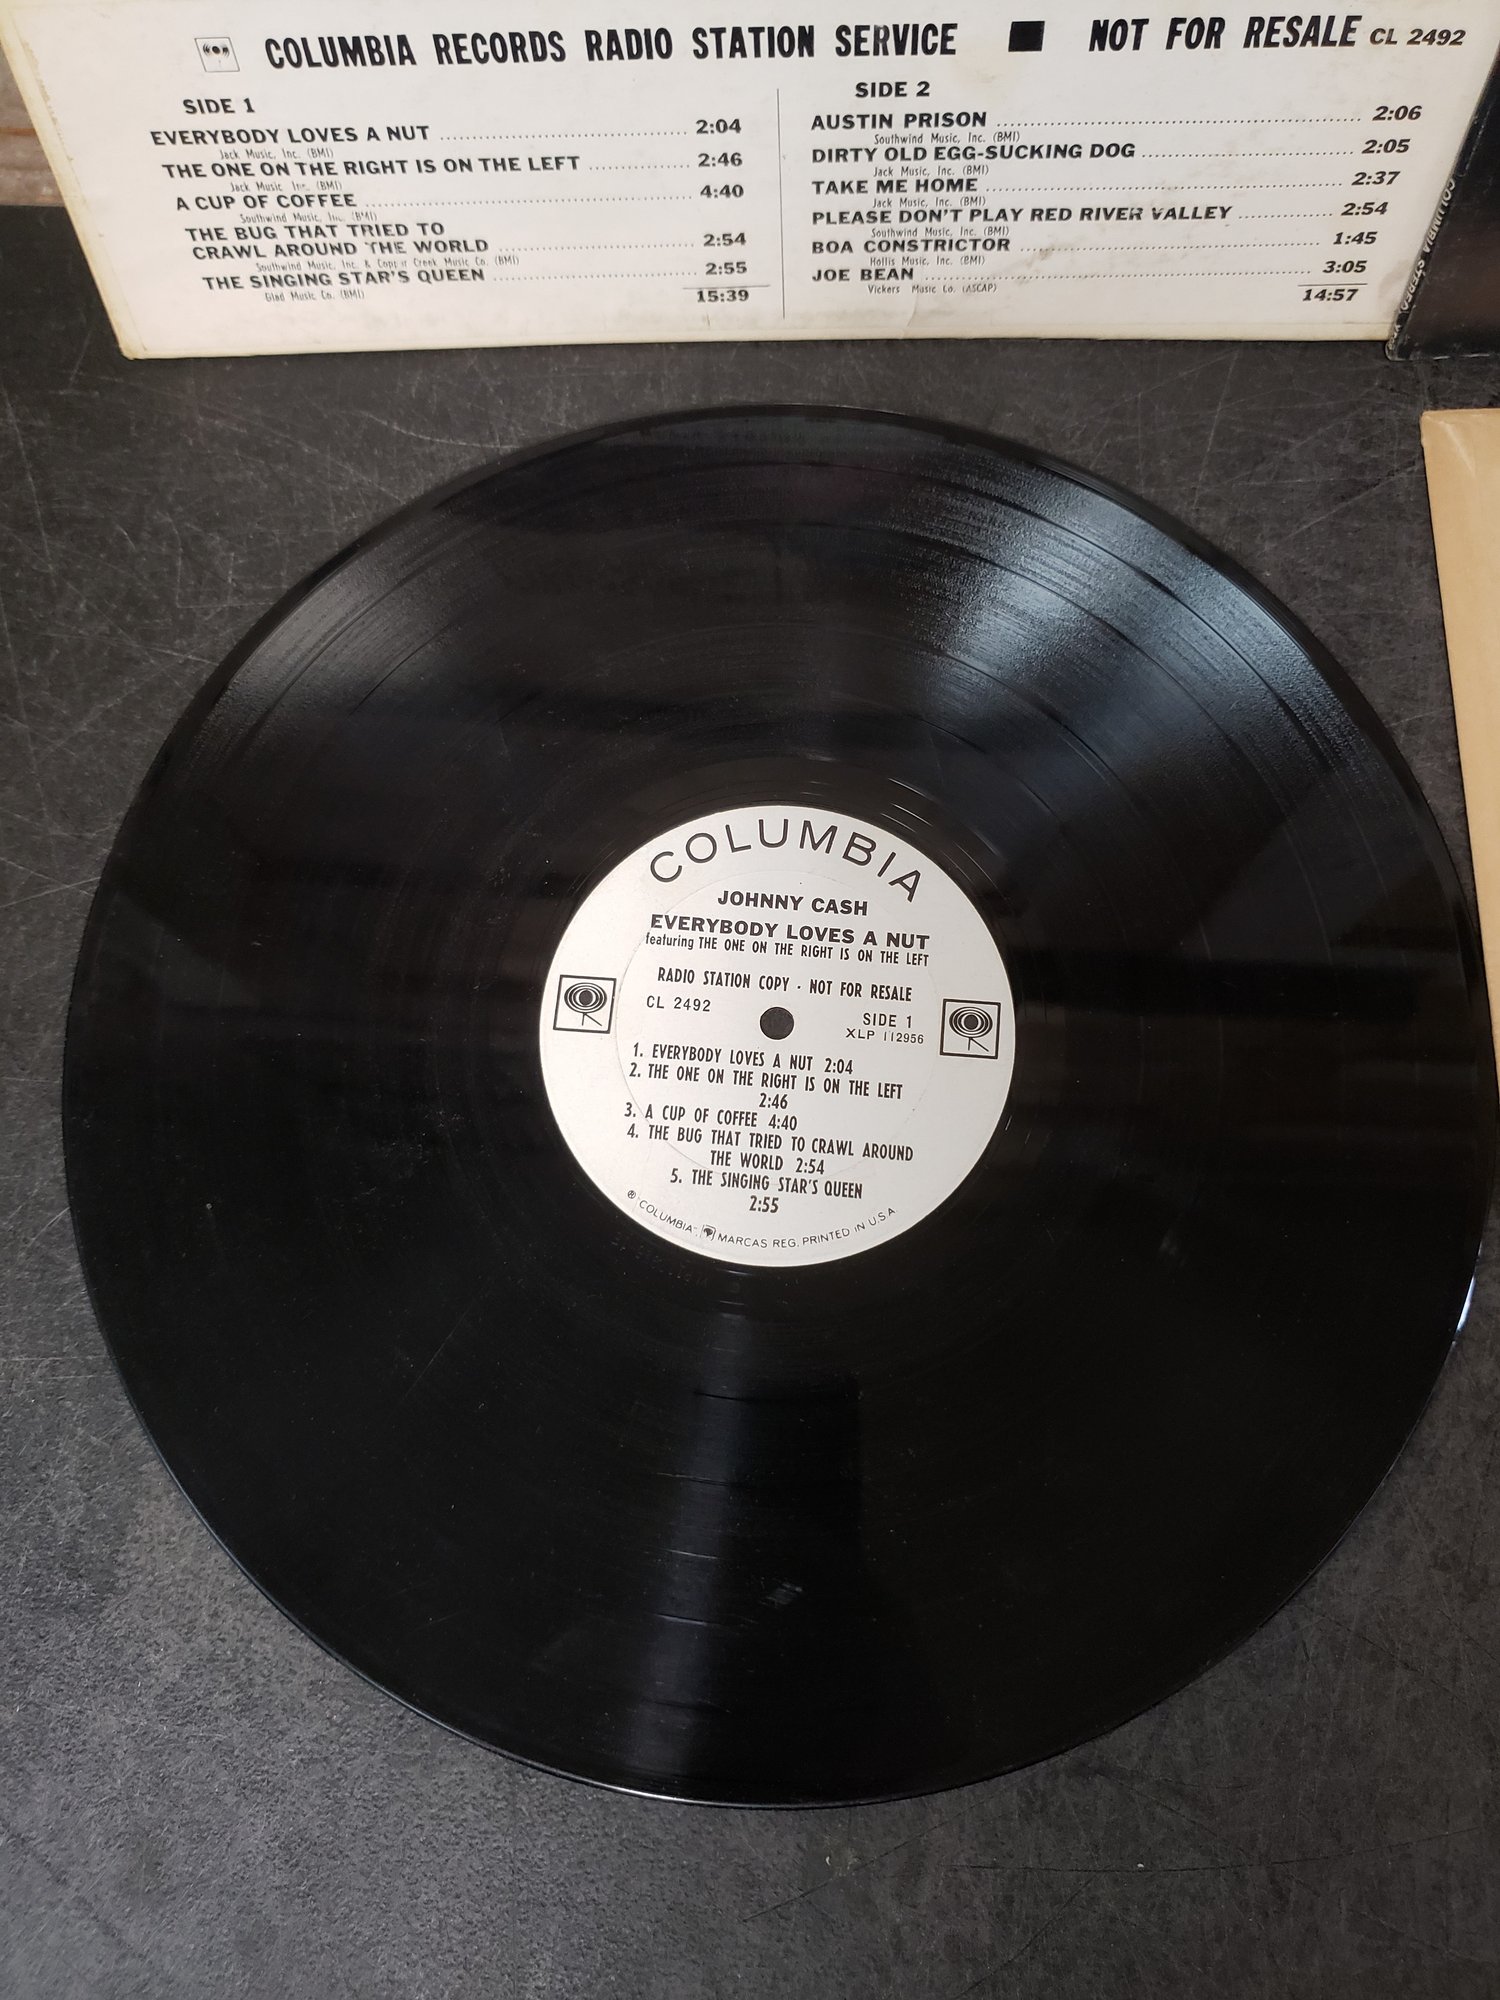 COLUMBIA RECORDS RADIO STATION SERVICE ■ NOT FOR RESALE CL 2492
SIDE 1
EVERYBODY LOVES A NUT 2:04
Jack Music, Inc. (BMI)
THE ONE ON THE RIGHT IS ON THE LEFT 2:46
Jack Music Inc. (BMI)
A CUP OF COFFEE 4:40
Southwind Music, Inc. (BMI)
THE BUG THAT TRIED TO
CRAWL AROUND THE WORLD 2:54
Southwind Music, Inc. & Creek Music Co. (BMI)
THE SINGING STAR'S QUEEN 2:55
Glad Music Co. (BMI)
15:39
SIDE 2
AUSTIN PRISON 2:06
Southwind Music, Inc. (BMI)
DIRTY OLD EGG-SUCKING DOG 2:05
Jack Music, Inc. (BMI)
TAKE ME HOME 2:37
Jack Music, Inc. (BMI)
PLEASE DON'T PLAY RED RIVER VALLEY 2:54
Southwind Music, Inc. (BMI)
BOA CONSTRICTOR 1:45
Hollis Music, Inc. (BMI)
JOE BEAN 3:05
Vickers Music Co. (ASCAP)
14:57
COLUMBIA STEREO
COLUMBIA
JOHNNY CASH
EVERYBODY LOVES A NUT
featuring THE ONE ON THE RIGHT IS ON THE LEFT
RADIO STATION COPY - NOT FOR RESALE
CL 2492
SIDE 1
XLP 112956
1. EVERYBODY LOVES A NUT 2:04
2. THE ONE ON THE RIGHT IS ON THE LEFT
2:46
3. A CUP OF COFFEE 4:40
4. THE BUG THAT TRIED TO CRAWL AROUND
THE WORLD 2:54
5. THE SINGING STAR'S QUEEN
2:55
® "COLUMBIA", MARCAS REG. PRINTED IN U.S.A.